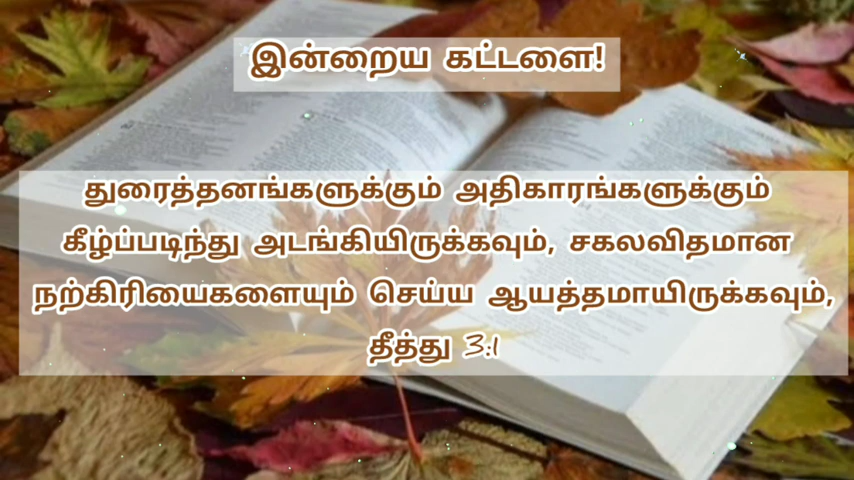 இன்றைய கட்டளை!
துரைத்தனங்களுக்கும் அதிகாரங்களுக்கும்
கீழ்ப்படிந்து அடங்கியிருக்கவும், சகலவிதமான
நற்கிரியைகளையும் செய்ய ஆயத்தமாயிருக்கவும்,
தீத்து 3:1